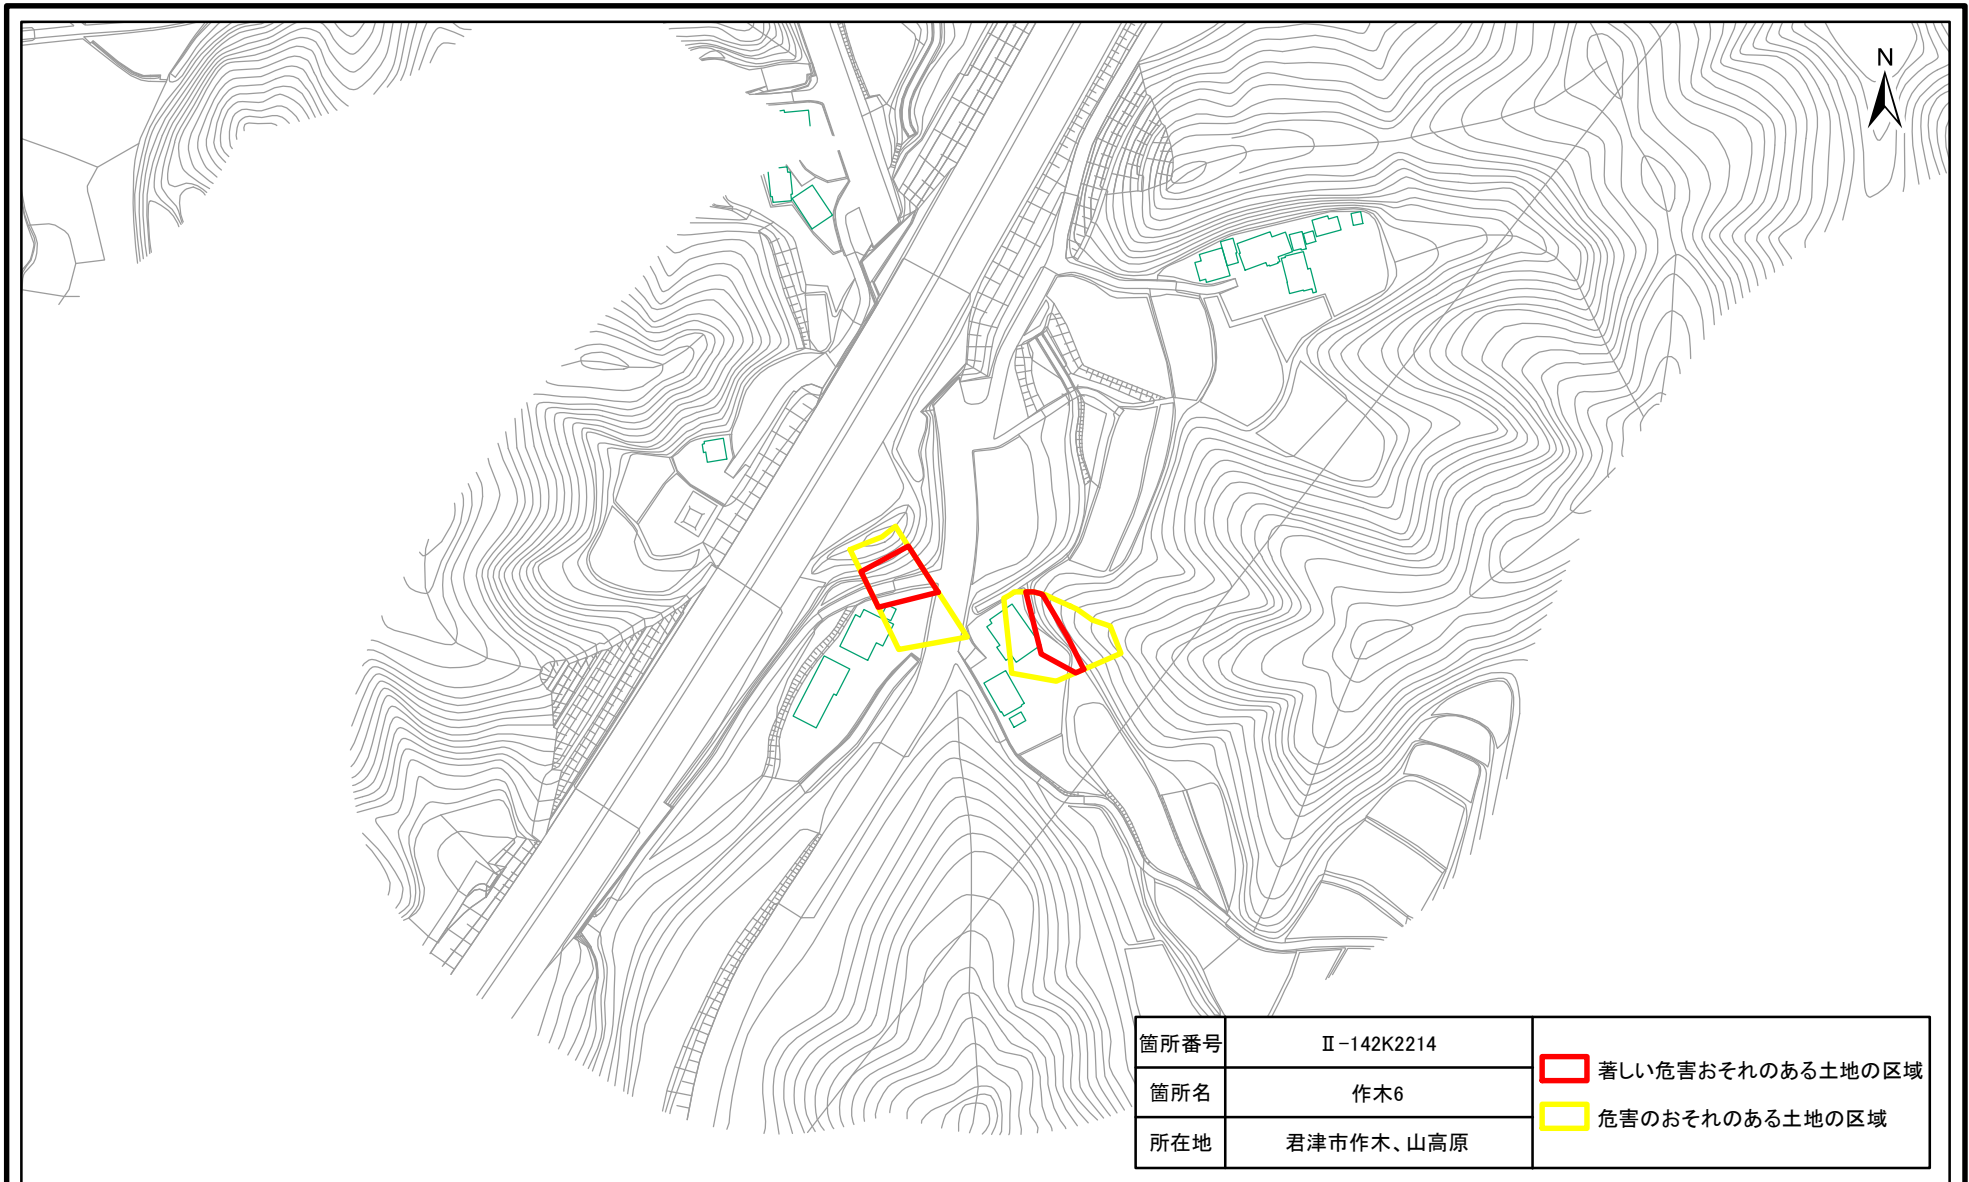 N
箇所番号 Ⅱ-142K2214
箇所名 作木6
所在地 君津市作木、山高原
著しい危害おそれのある土地の区域
危害のおそれのある土地の区域